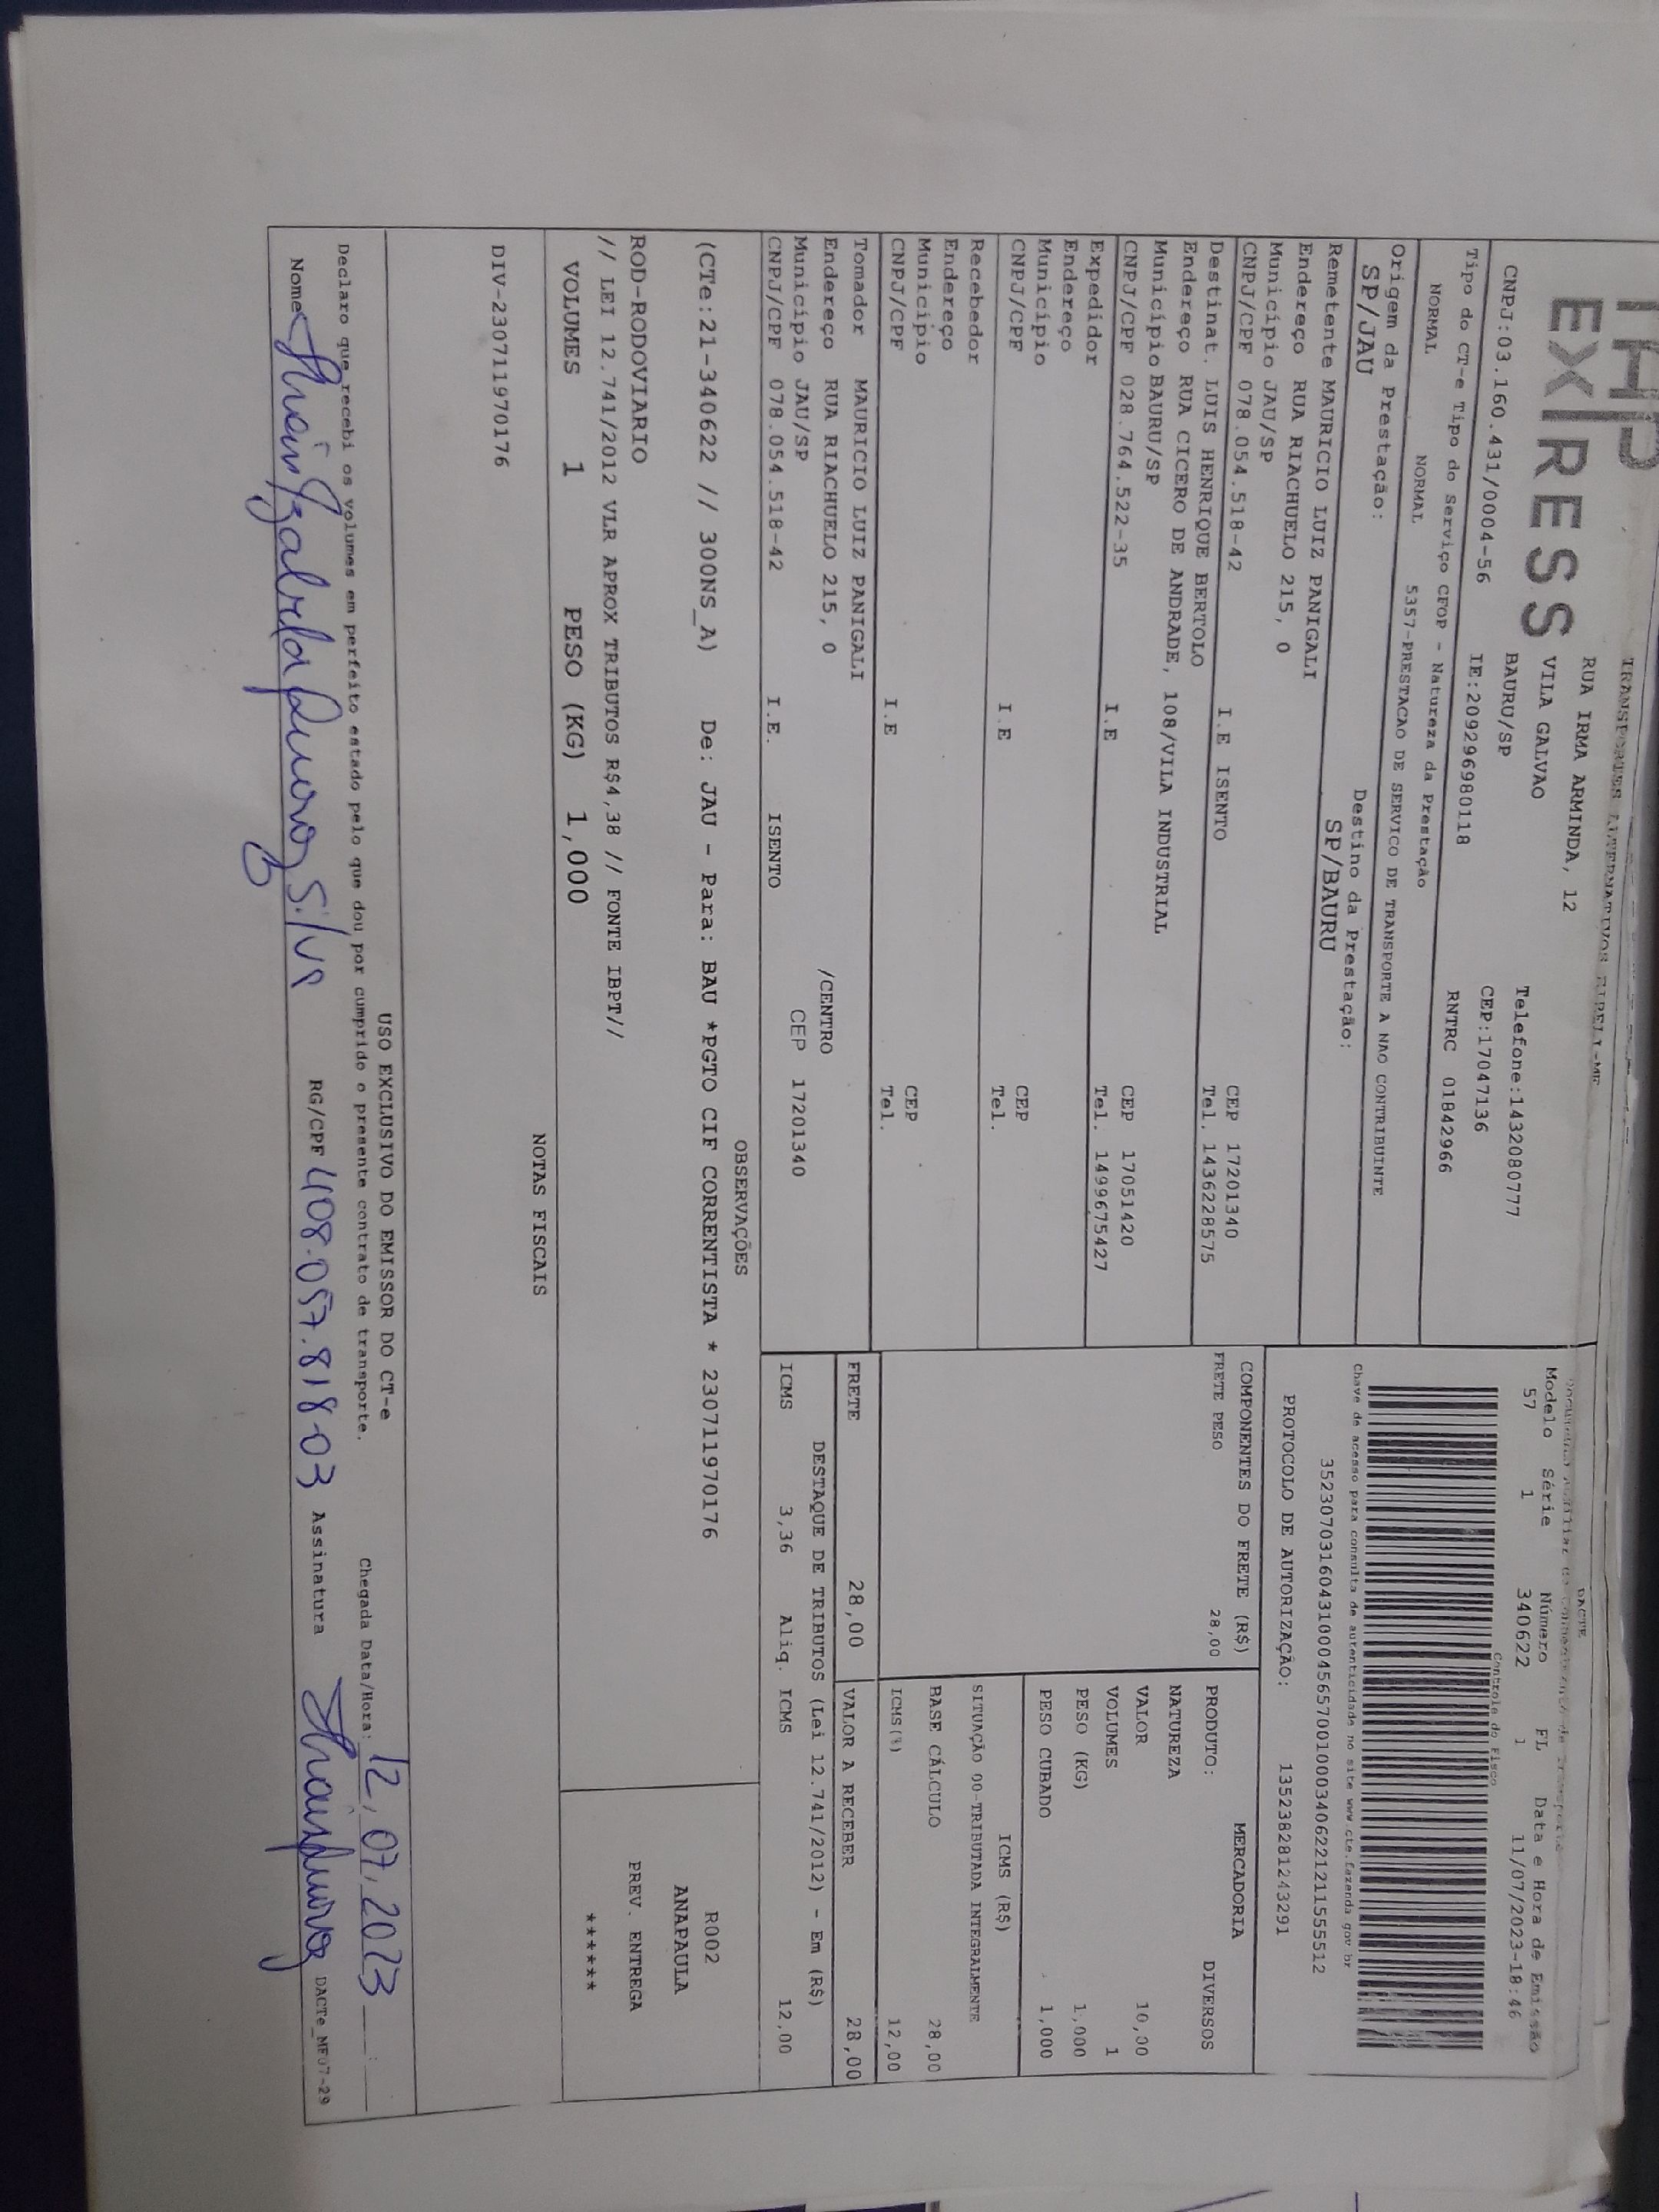 EX RESS
TRANSPORTES ALTERNATIVOS EIRELI-ME
RUA IRMA ARMINDA, 12
VILA GALVAO
BAURU/SP
Telefone:1432080777
CEP:17047136
CNPJ:03.160.431/0004-56 IE:209296980118 RNTRC 01842966
Tipo do CT-e Tipo do Serviço CFOP - Natureza da Prestação
NORMAL NORMAL 5357-PRESTACAO DE SERVICO DE TRANSPORTE A NAO CONTRIBUINTE
Origem da Prestação: Destino da Prestação:
SP/JAU SP/BAURU
DACTE
Modelo Série Número FL Data e Hora de Emissão
57 1 340622 1 11/07/2023-18:46
Controle do Fisco
Chave de acesso para consulta de autenticidade no site www.cte.fazenda.gov.br
35230703160431000456570010003406221211555512
PROTOCOLO DE AUTORIZAÇÃO: 135238281243291
Remetente MAURICIO LUIZ PANIGALI
Endereço RUA RIACHUELO 215, 0
Município JAU/SP CEP 17201340
CNPJ/CPF 078.054.518-42 I.E ISENTO Tel. 1436228575
Destinat. LUIS HENRIQUE BERTOLO
Endereço RUA CICERO DE ANDRADE, 108/VILA INDUSTRIAL
Município BAURU/SP CEP 17051420
CNPJ/CPF 028.764.522-35 I.E Tel. 1499675427
Expedidor
Endereço
Município CEP
CNPJ/CPF I.E Tel.
Recebedor
Endereço
Município CEP
CNPJ/CPF I.E Tel.
Tomador MAURICIO LUIZ PANIGALI
Endereço RUA RIACHUELO 215, 0 /CENTRO
Município JAU/SP CEP 17201340
CNPJ/CPF 078.054.518-42 I.E. ISENTO
COMPONENTES DO FRETE (R$)
FRETE PESO 28,00
MERCADORIA
PRODUTO: DIVERSOS
NATUREZA
VALOR 10,00
VOLUMES 1
PESO (KG) 1,000
PESO CUBADO 1,000
ICMS (R$)
SITUAÇÃO 00-TRIBUTADA INTEGRALMENTE
BASE CÁLCULO 28,00
ICMS(%) 12,00
FRETE 28,00 VALOR A RECEBER 28,00
DESTAQUE DE TRIBUTOS (Lei 12.741/2012) - Em (R$)
ICMS 3,36 Aliq. ICMS 12,00
OBSERVAÇÕES
(CTe:21-340622 // 300NS_A) De: JAU - Para: BAU *PGTO CIF CORRENTISTA * 230711970176
ROD-RODOVIARIO
// LEI 12.741/2012 VLR APROX TRIBUTOS R$4,38 // FONTE IBPT//
VOLUMES 1 PESO (KG) 1,000
R002
ANAPAULA
PREV. ENTREGA
******
NOTAS FISCAIS
DIV-230711970176
USO EXCLUSIVO DO EMISSOR DO CT-e
Declaro que recebi os volumes em perfeito estado pelo que dou por cumprido o presente contrato de transporte. Chegada Data/Hora: 12/07/2023
Nome Silva RG/CPF 408.057.818-03 Assinatura DACTe_ME07-29